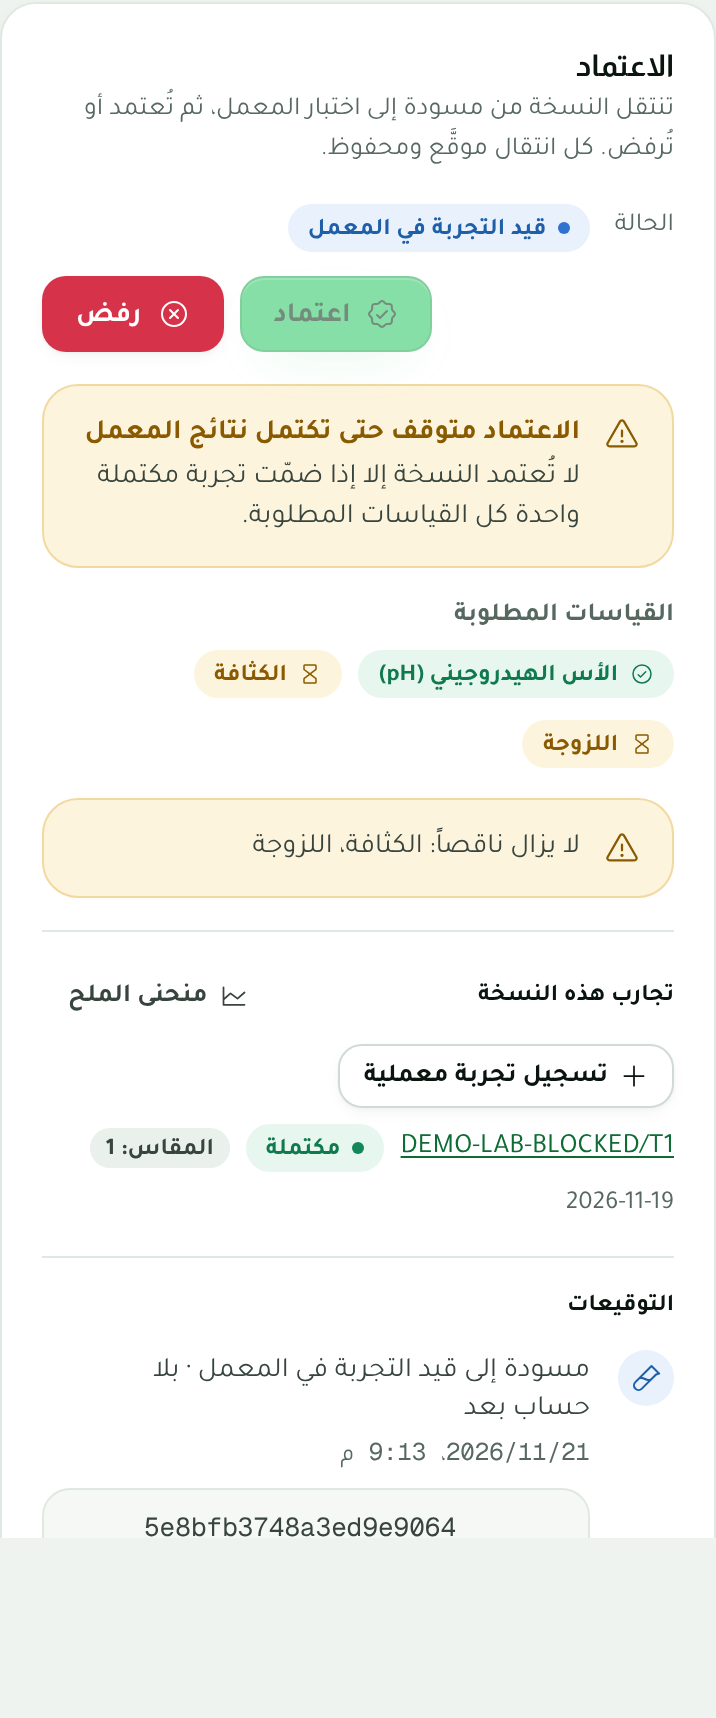 الاعتماد
تنتقل النسخة من مسودة إلى اختبار المعمل، ثم تُعتمد أو
تُرفض. كل انتقال موقَّع ومحفوظ.
الحالة
قيد التجربة في المعمل
اعتماد
رفض
الاعتماد متوقف حتى تكتمل نتائج المعمل
لا تُعتمد النسخة إلا إذا ضمّت تجربة مكتملة
واحدة كل القياسات المطلوبة.
القياسات المطلوبة
الأس الهيدروجيني (pH)
الكثافة
اللزوجة
لا يزال ناقصاً: الكثافة، اللزوجة
تجارب هذه النسخة
منحنى الملح
تسجيل تجربة معملية
DEMO-LAB-BLOCKED/T1
مكتملة
المقاس: 1
2026-11-19
التوقيعات
مسودة إلى قيد التجربة في المعمل · بلا
حساب بعد
2026/11/21، 9:13 م
5e8bfb3748a3ed9e9064